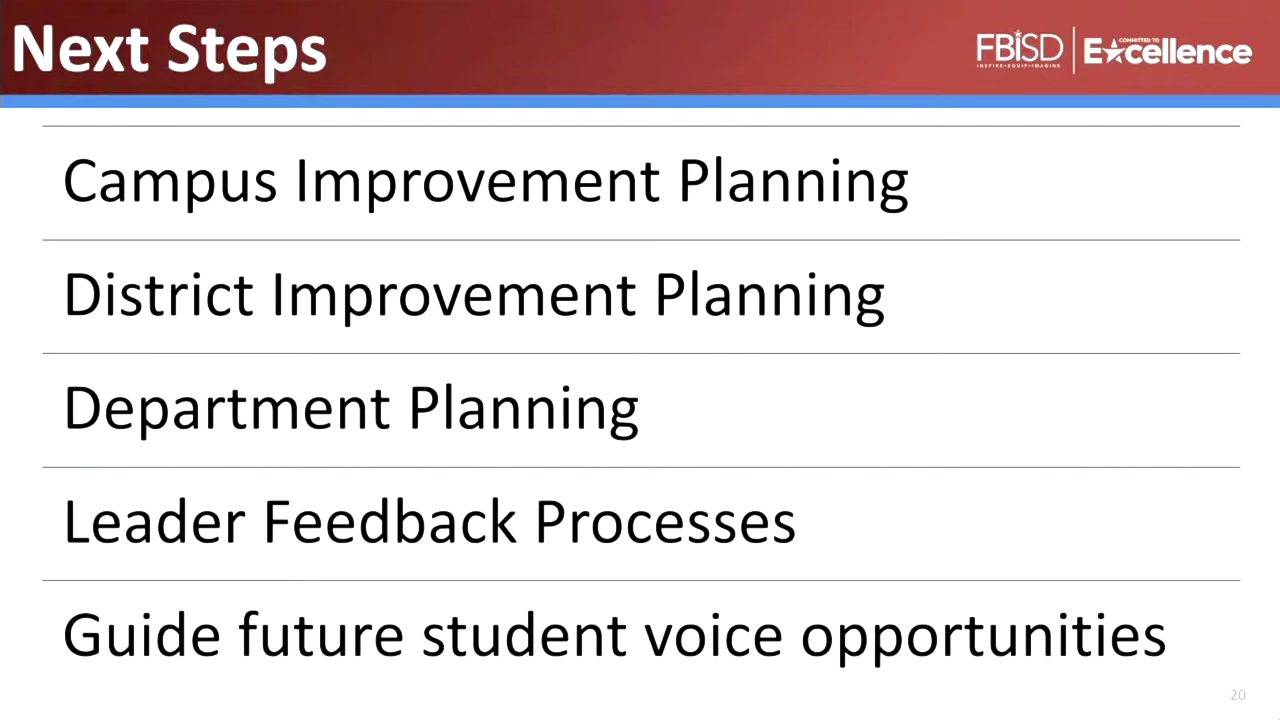 Next Steps
FBISD
INSPIRE•EQUIP•IMAGINE
COMMITTED TO
Excellence
Campus Improvement Planning
District Improvement Planning
Department Planning
Leader Feedback Processes
Guide future student voice opportunities
20